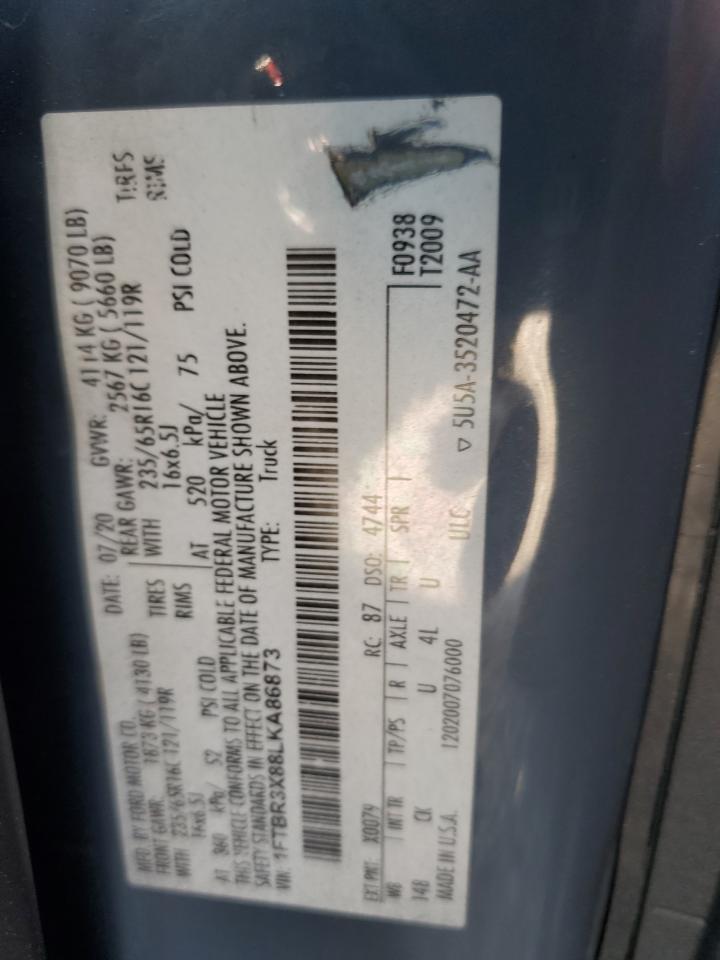 MFD. BY FORD MOTOR CO. DATE: 07/20 GVWR: 4114 KG ( 9070 LB)
FRONT GAWR: 1873 KG ( 4130 LB) REAR GAWR: 2567 KG ( 5660 LB)
WITH 235/65R16C 121/119R TIRES WITH 235/65R16C 121/119R TIRES
16x6.5J RIMS 16x6.5J RIMS
AT 360 kPa/ 52 PSI COLD AT 520 kPa/ 75 PSI COLD
THIS VEHICLE CONFORMS TO ALL APPLICABLE FEDERAL MOTOR VEHICLE
SAFETY STANDARDS IN EFFECT ON THE DATE OF MANUFACTURE SHOWN ABOVE.
VIN: 1FTBR3X88LKA86873 TYPE: Truck
EXT PNT: X0074 RC: 87 DSO: 4744 F0938
WB INT TR TP/PS R AXLE TR SPR T2009
148 CK U 4L U ULC ▽ 5U5A-3520472-AA
MADE IN U.S.A. 1202007076000